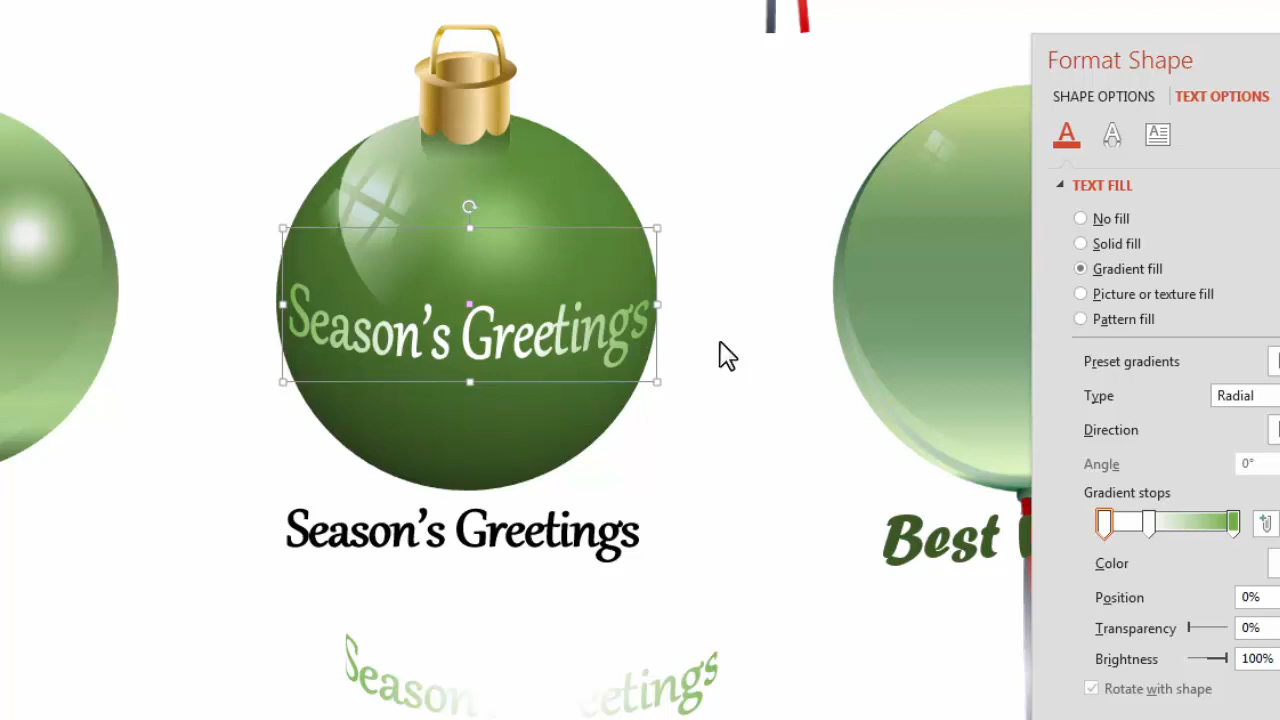 Format Shape
SHAPE OPTIONS
TEXT OPTIONS
A
A
A
TEXT FILL
No fill
Solid fill
Gradient fill
Picture or texture fill
Pattern fill
Preset gradients
Type Radial
Direction
Angle 0°
Gradient stops
Color
Position 0%
Transparency 0%
Brightness 100%
Rotate with shape
Season's Greetings
Season's Greetings
Best
Season
eetings